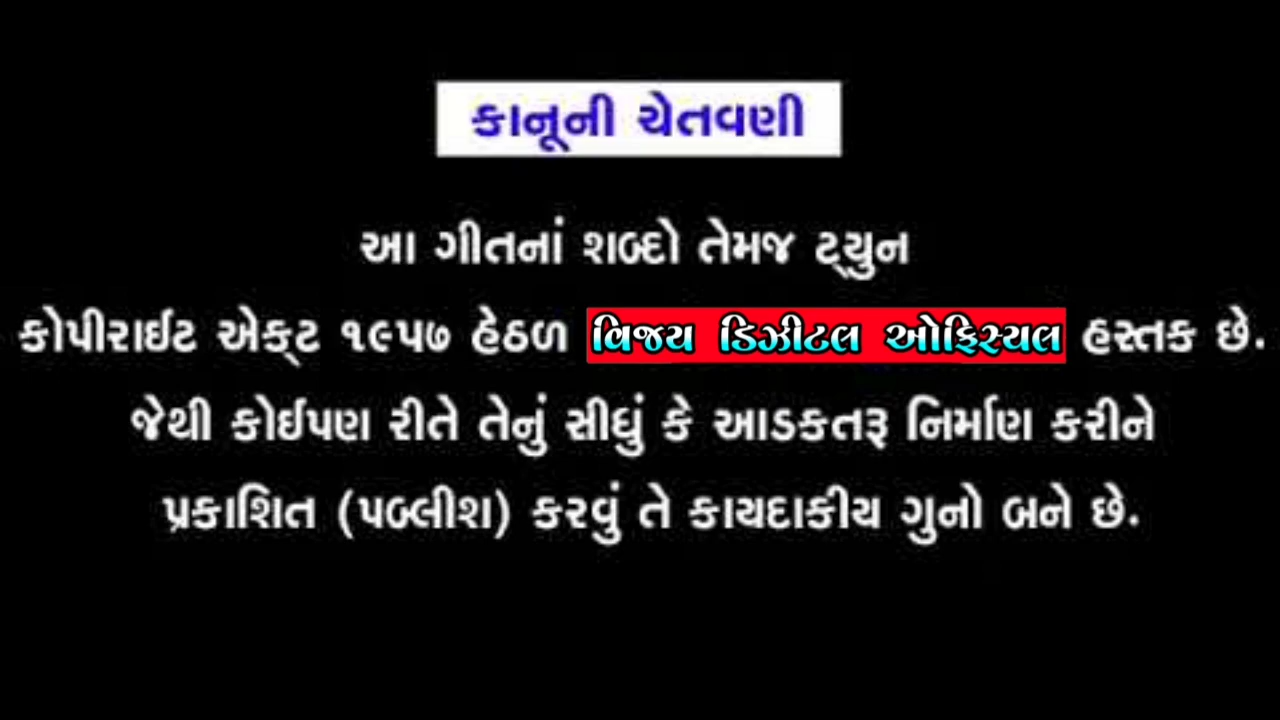 કાનૂની ચેતવણી
આ ગીતનાં શબ્દો તેમજ ટ્યુન
કોપીરાઈટ એક્ટ ૧૯૫૭ હેઠળ વિજય ડિઝીટલ ઓફિસ્યલ હસ્તક છે.
જેથી કોઈપણ રીતે તેનું સીધું કે આડકતરૂ નિર્માણ કરીને
પ્રકાશિત (પબ્લીશ) કરવું તે કાયદાકીય ગુનો બને છે.